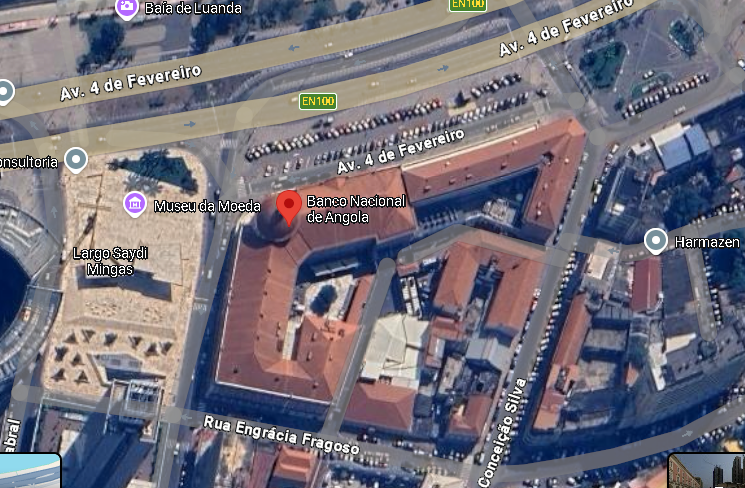 Baía de Luanda
EN100
Av. 4 de Fevereiro
Av. 4 de Fevereiro
EN100
Av. 4 de Fevereiro
onsultoria
Museu da Moeda
Banco Nacional
de Angola
Largo Saydi
Mingas
Harmazen
Rua Engrácia Fragoso
Conceição Silva
abral